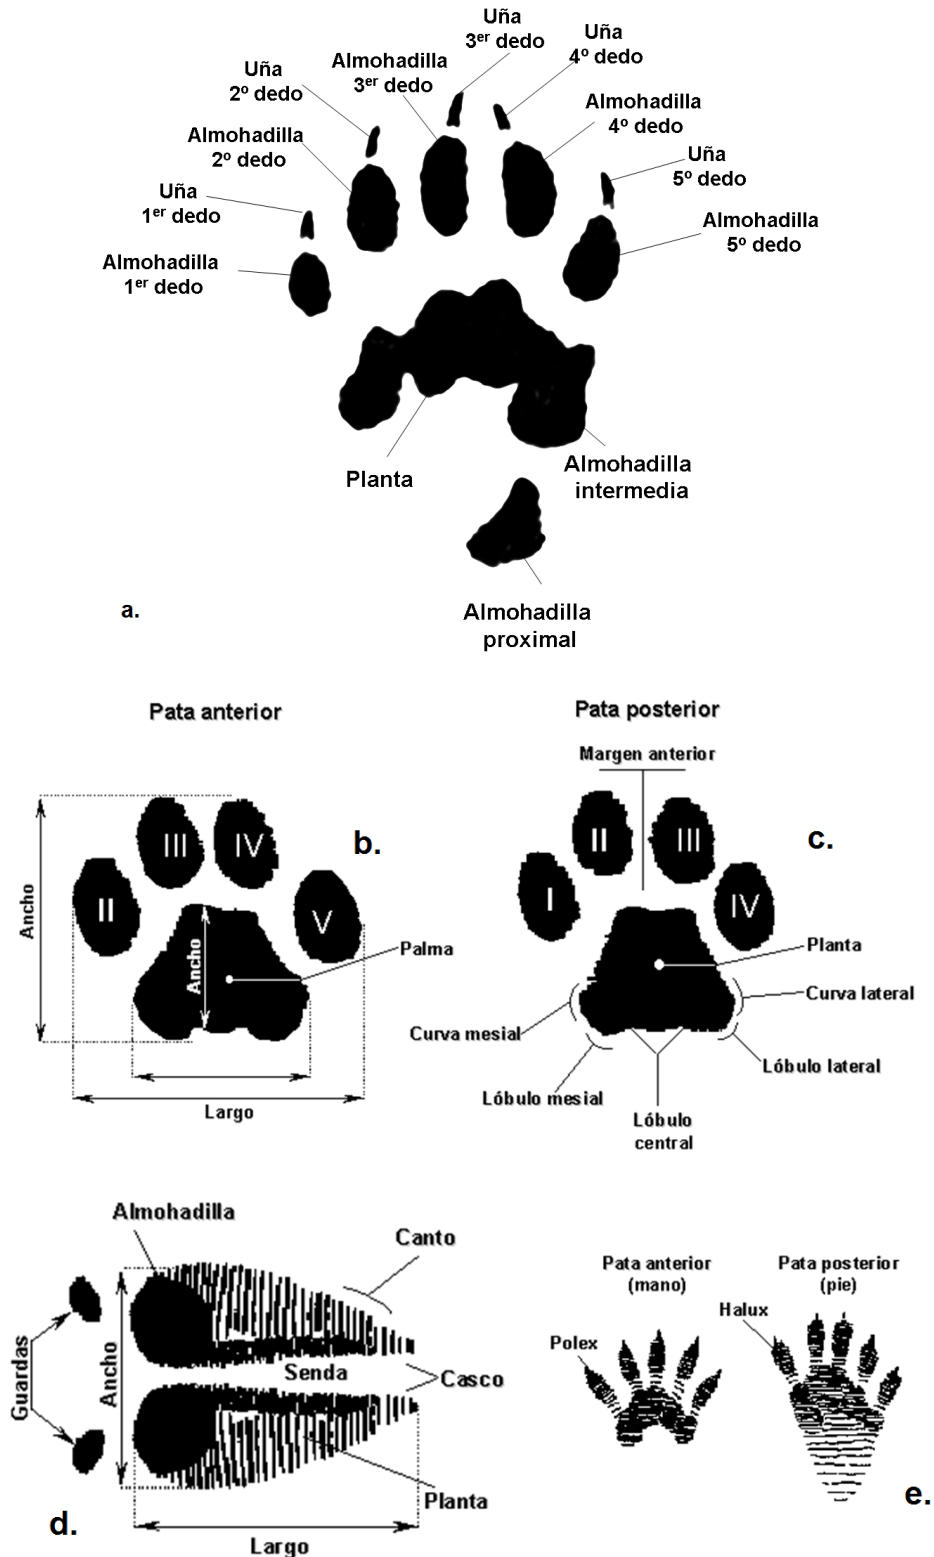 Uña
3er dedo
Uña
4º dedo
Almohadilla
3er dedo
Uña
2º dedo
Almohadilla
4º dedo
Almohadilla
2º dedo
Uña
5º dedo
Uña
1er dedo
Almohadilla
5º dedo
Almohadilla
1er dedo
Planta
Almohadilla
intermedia
a.
Almohadilla
proximal
Pata anterior
Pata posterior
Margen anterior
b.
c.
II
III
IV
V
Ancho
Ancho
Palma
Largo
I
II
III
IV
Planta
Curva lateral
Curva mesial
Lóbulo lateral
Lóbulo mesial
Lóbulo
central
Almohadilla
Canto
Guardas
Ancho
Senda
Casco
Planta
d.
Largo
Pata anterior
(mano)
Pata posterior
(pie)
Halux
Polex
e.